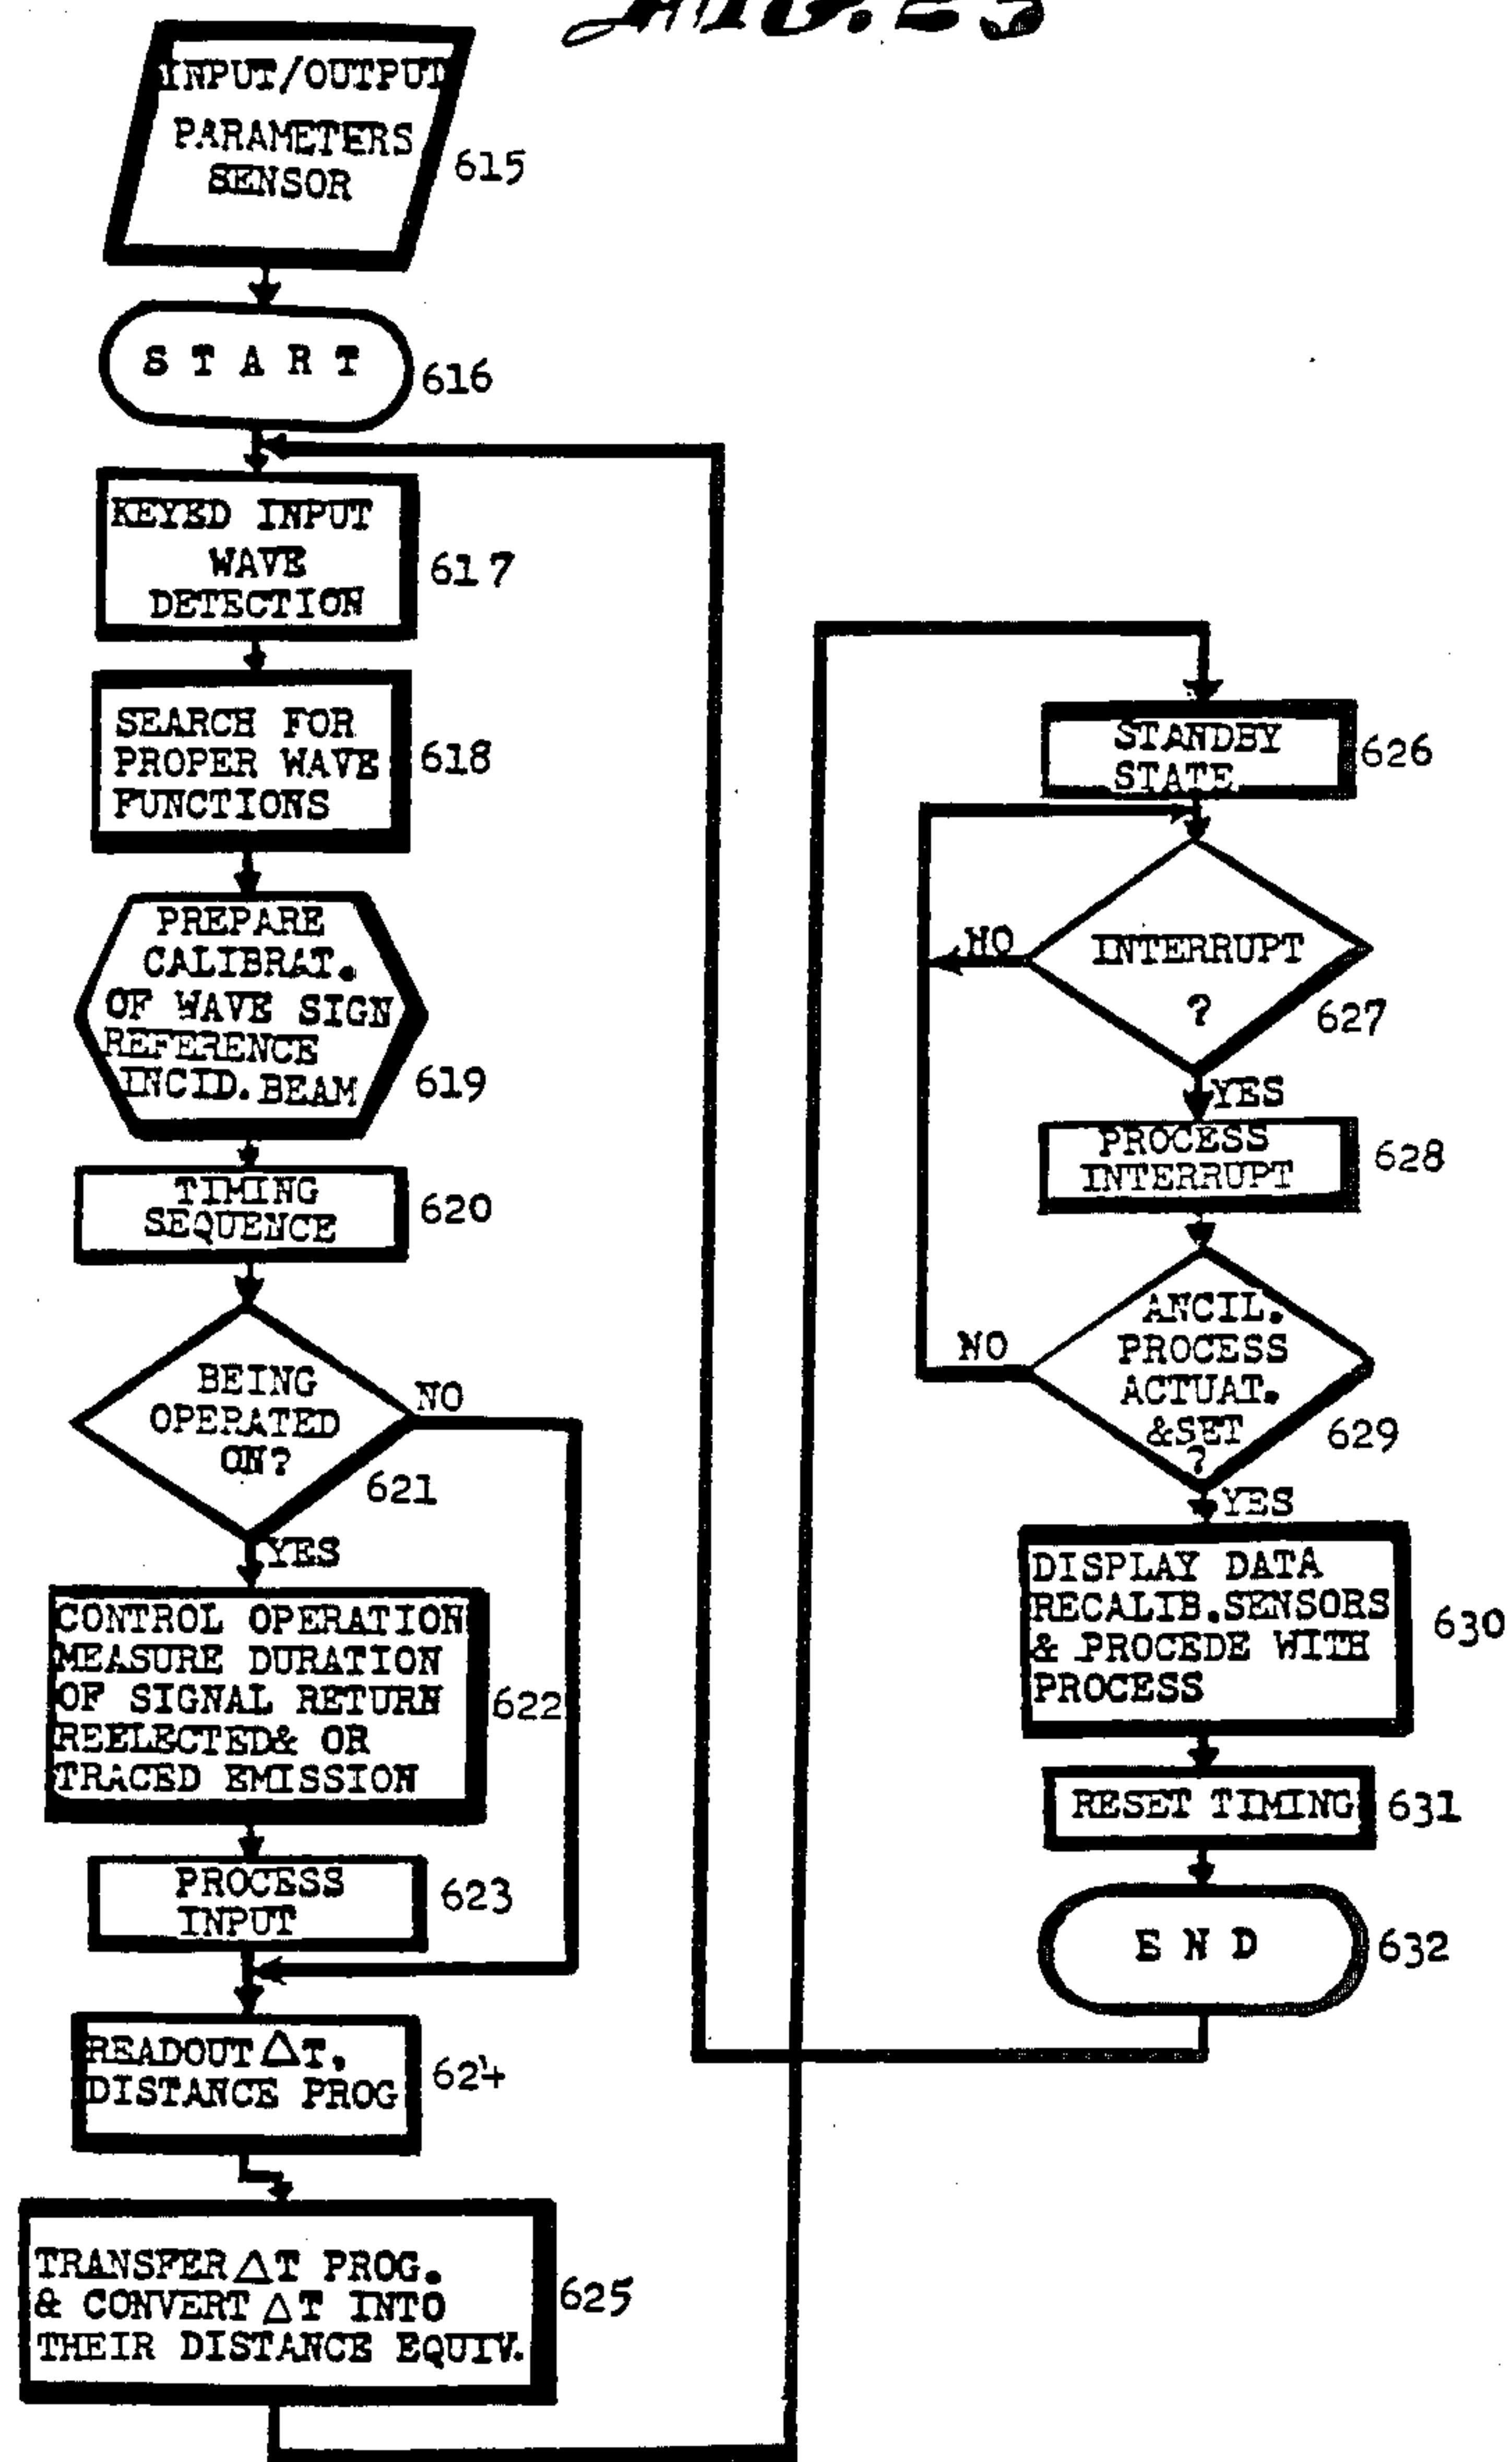 FIG. 23
INPUT/OUTPUT
PARAMETERS
SENSOR
615
START
616
KEYED INPUT
WAVE
DETECTION
617
SEARCH FOR
PROPER WAVE
FUNCTIONS
618
PREPARE
CALIBRAT.
OF WAVE SIGN
REFERENCE
INCID. BEAM
619
TIMING
SEQUENCE
620
BEING
OPERATED
ON?
621
NO
YES
CONTROL OPERATION
MEASURE DURATION
OF SIGNAL RETURN
REELECTED& OR
TRACED EMISSION
622
PROCESS
INPUT
623
READOUT △T,
DISTANCE PROG
624
TRANSFER △T PROG.
& CONVERT △T INTO
THEIR DISTANCE EQUIV.
625
STANDBY
STATE
626
INTERRUPT
?
627
NO
YES
PROCESS
INTERRUPT
628
ANCIL.
PROCESS
ACTUAT.
&SET
?
629
NO
YES
DISPLAY DATA
RECALIB.SENSORS
& PROCEDE WITH
PROCESS
630
RESET TIMING
631
END
632